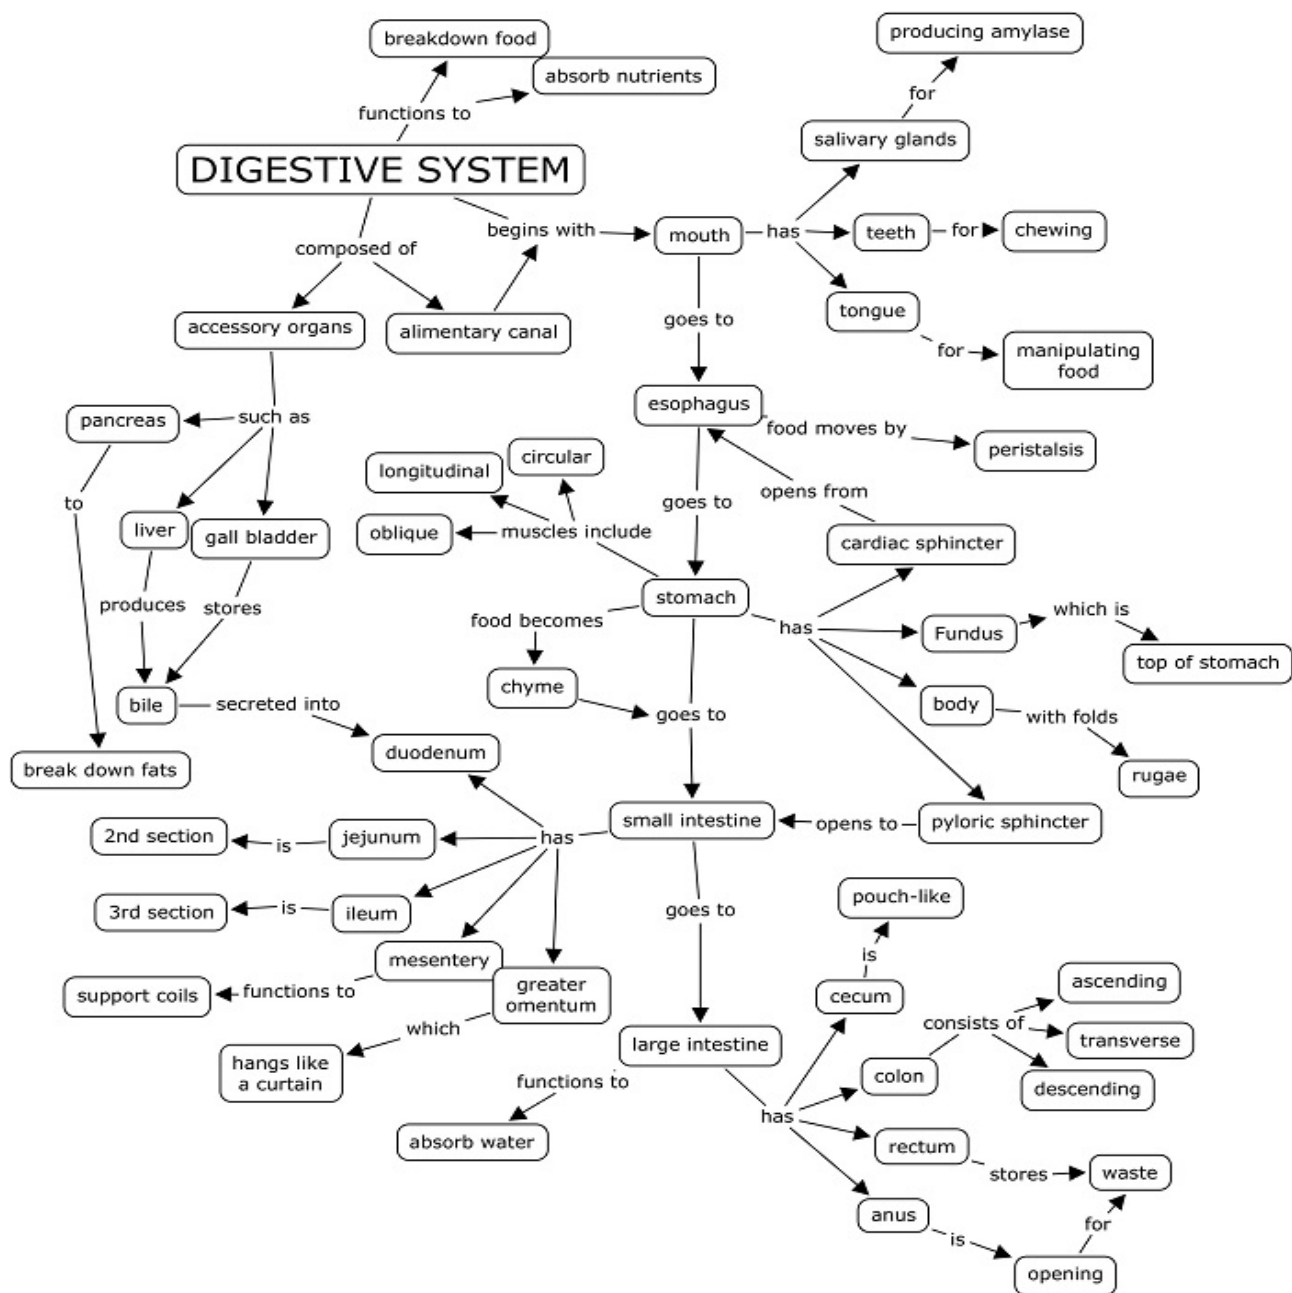 breakdown food
producing amylase
absorb nutrients
for
functions to
salivary glands
DIGESTIVE SYSTEM
begins with
mouth
has
teeth
for
chewing
composed of
tongue
goes to
accessory organs
alimentary canal
for
manipulating
food
esophagus
pancreas
such as
food moves by
peristalsis
circular
longitudinal
opens from
to
goes to
liver
gall bladder
oblique
muscles include
cardiac sphincter
stomach
produces
stores
food becomes
has
Fundus
which is
top of stomach
chyme
bile
secreted into
goes to
body
with folds
duodenum
break down fats
rugae
small intestine
opens to
pyloric sphincter
2nd section
is
jejunum
has
3rd section
is
ileum
goes to
pouch-like
is
mesentery
greater
omentum
support coils
functions to
cecum
ascending
which
consists of
large intestine
transverse
hangs like
a curtain
colon
descending
functions to
has
absorb water
rectum
stores
waste
anus
is
for
opening